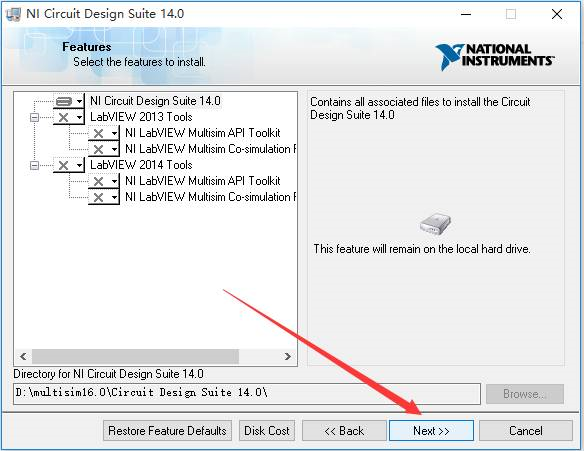 NI Circuit Design Suite 14.0
Features
Select the features to install.
NATIONAL
INSTRUMENTS™
NI Circuit Design Suite 14.0
LabVIEW 2013 Tools
NI LabVIEW Multisim API Toolkit
NI LabVIEW Multisim Co-simulation F
LabVIEW 2014 Tools
NI LabVIEW Multisim API Toolkit
NI LabVIEW Multisim Co-simulation F
Contains all associated files to install the Circuit
Design Suite 14.0
This feature will remain on the local hard drive.
Directory for NI Circuit Design Suite 14.0
D:\multisim16.0\Circuit Design Suite 14.0\
Browse...
Restore Feature Defaults
Disk Cost
<< Back
Next >>
Cancel